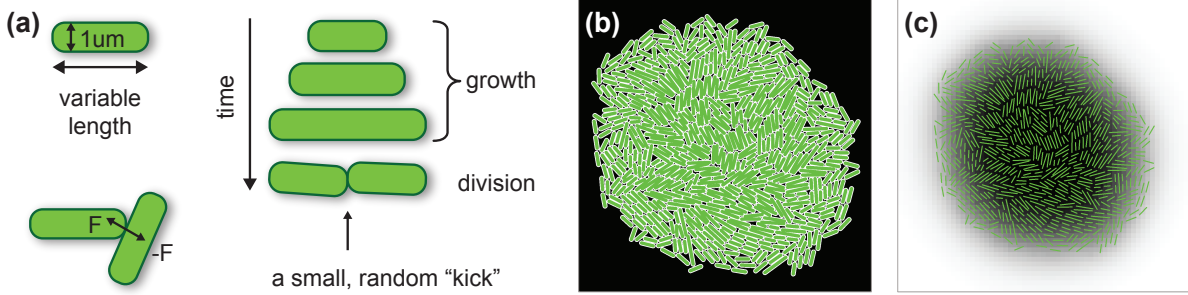 (a)
1um
variable
length
F
-F
time
growth
division
a small, random “kick”
(b)
(c)